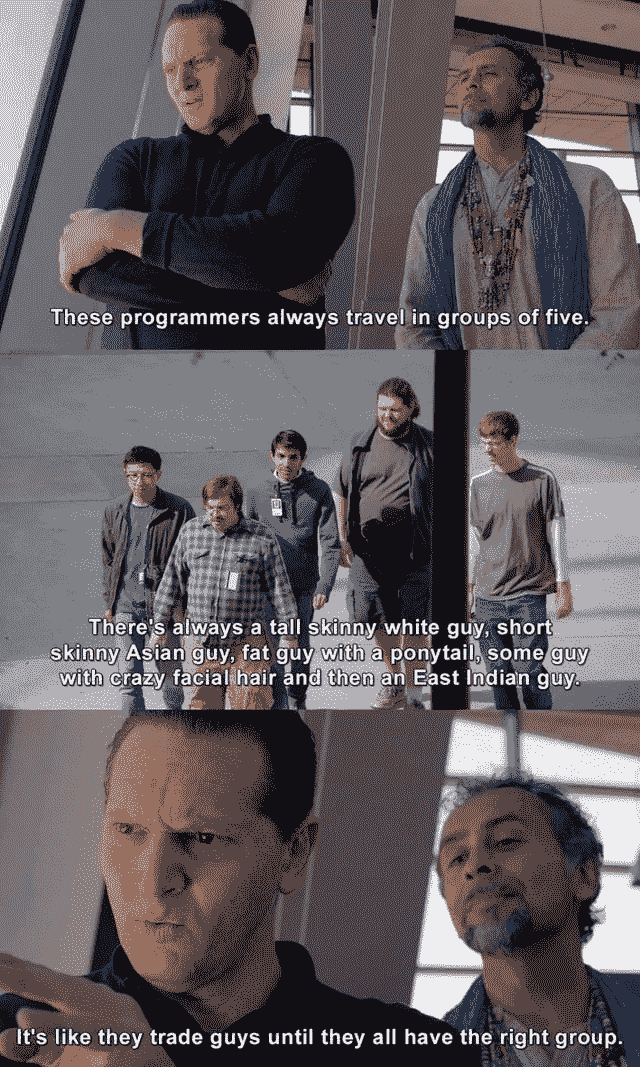 These programmers always travel in groups of five.
There's always a tall skinny white guy, short
skinny Asian guy, fat guy with a ponytail, some guy
with crazy facial hair and then an East Indian guy.
It's like they trade guys until they all have the right group.